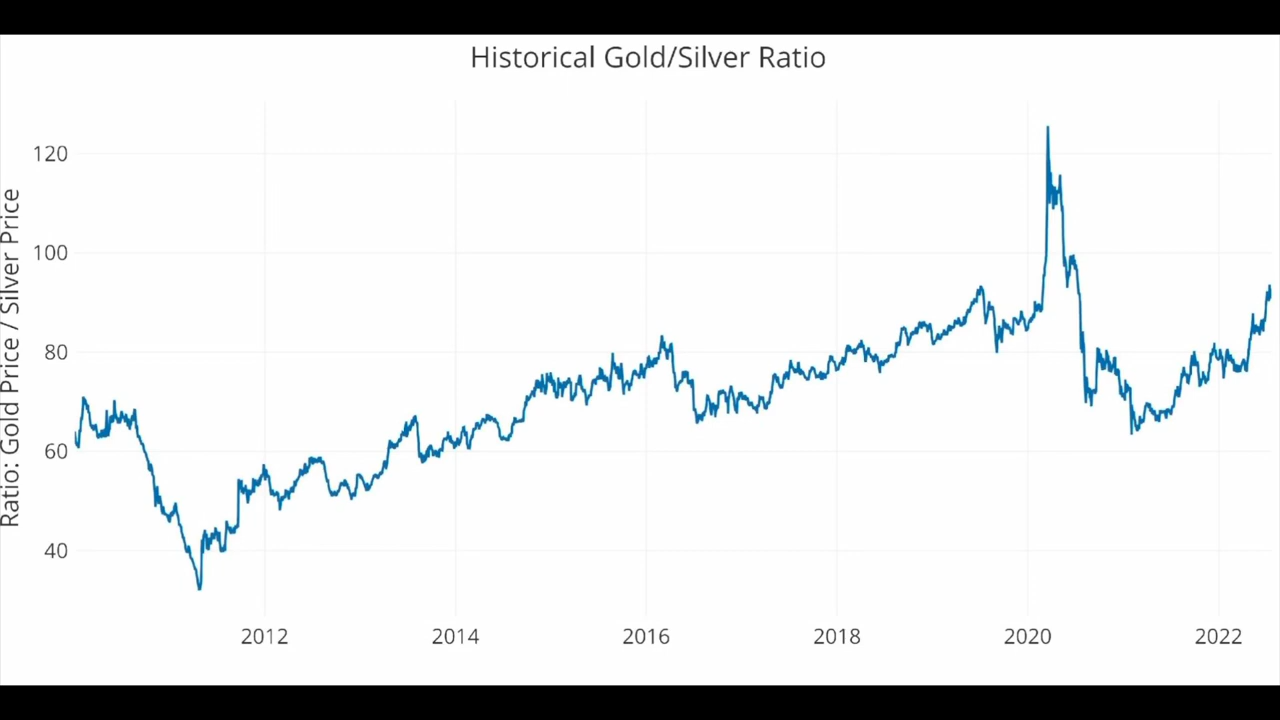 Historical Gold/Silver Ratio
Ratio: Gold Price / Silver Price
120
100
80
60
40
2012 2014 2016 2018 2020 2022